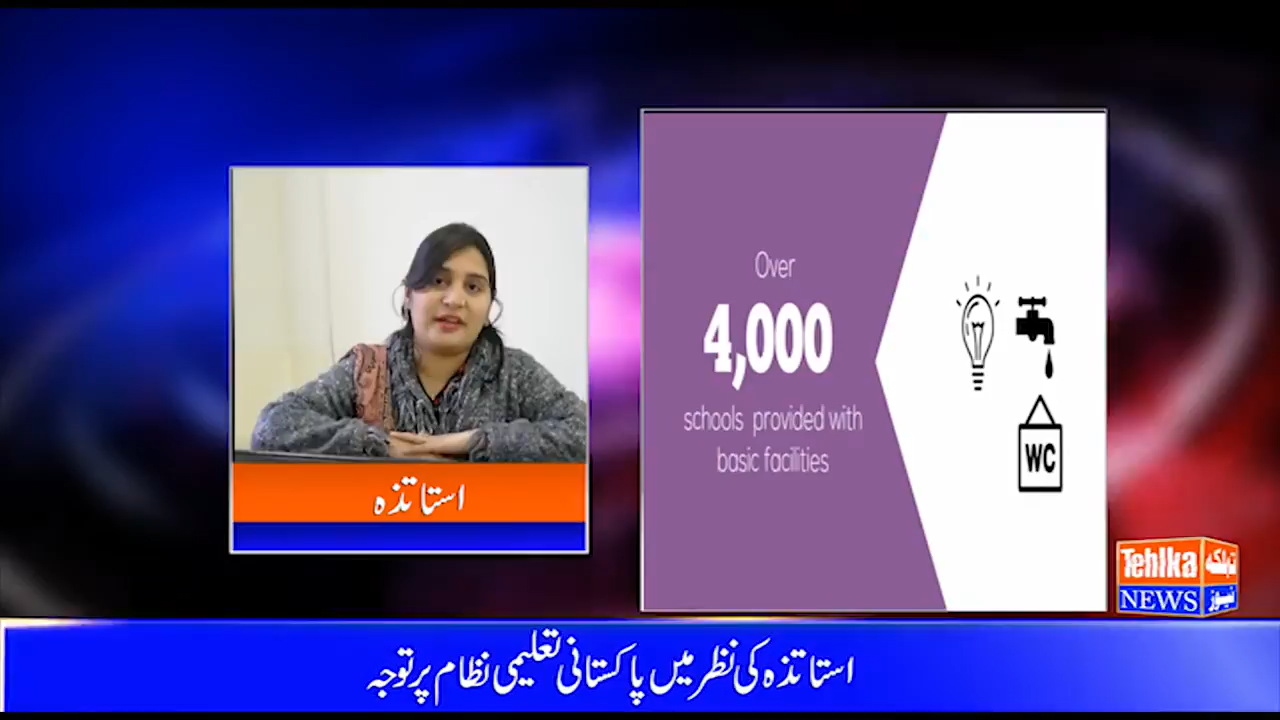 Over
4,000
schools provided with
basic facilities
WC
استاتذہ
Tehlka تہلکہ
NEWS نیوز
استاتذہ کی نظر میں پاکستانی تعلیمی نظام پر توجہ